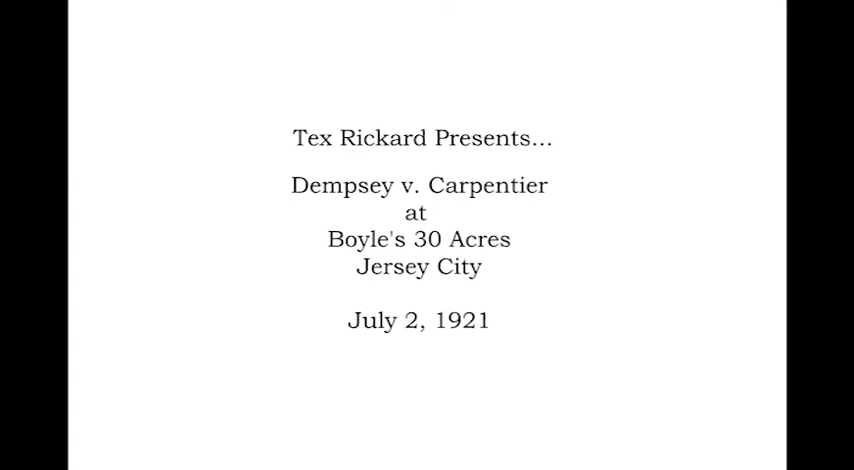 Tex Rickard Presents...
Dempsey v. Carpentier
at
Boyle's 30 Acres
Jersey City
July 2, 1921